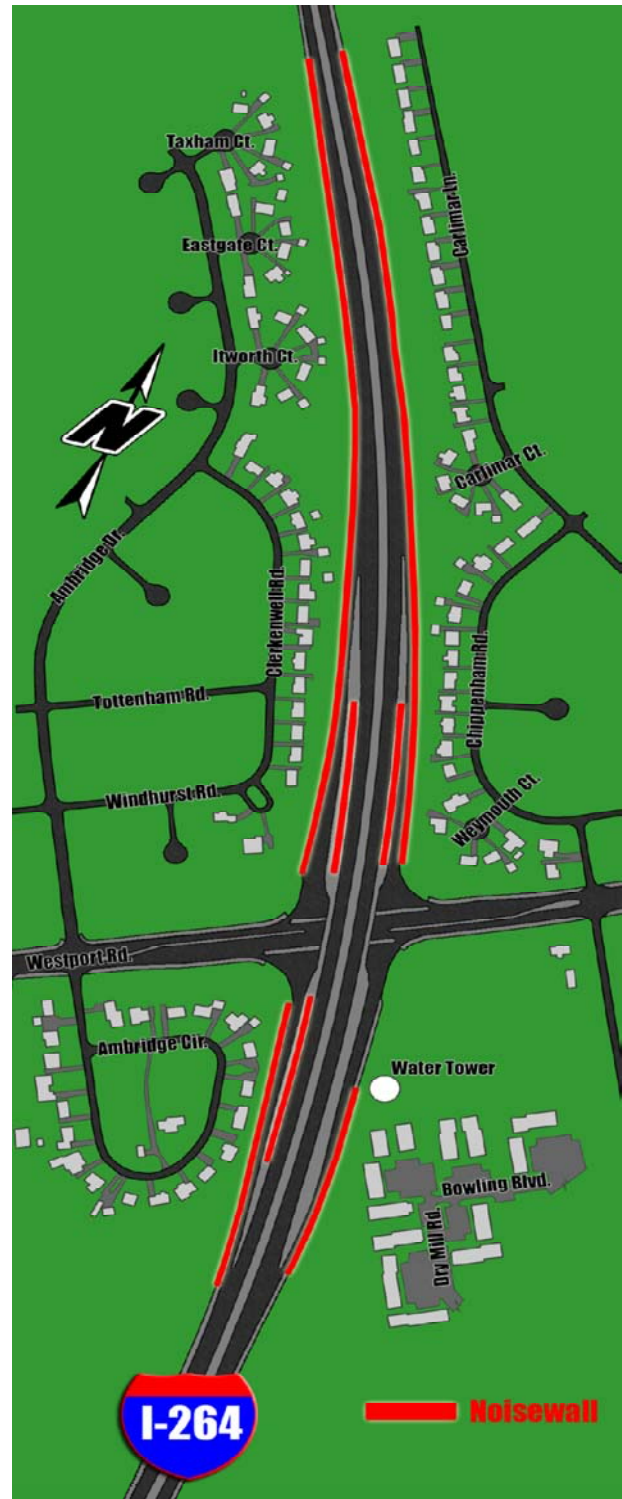 Taxham Ct.
Eastgate Ct.
Itworth Ct.
Carlimar Ln.
N
Carlimar Ct.
Ambridge Dr.
Clerkenwell Rd.
Chippenham Rd.
Tottenham Rd.
Windhurst Rd.
Weymouth Ct.
Westport Rd.
Ambridge Cir.
Water Tower
Bowling Blvd.
Dry Mill Rd.
I-264
Noisewall